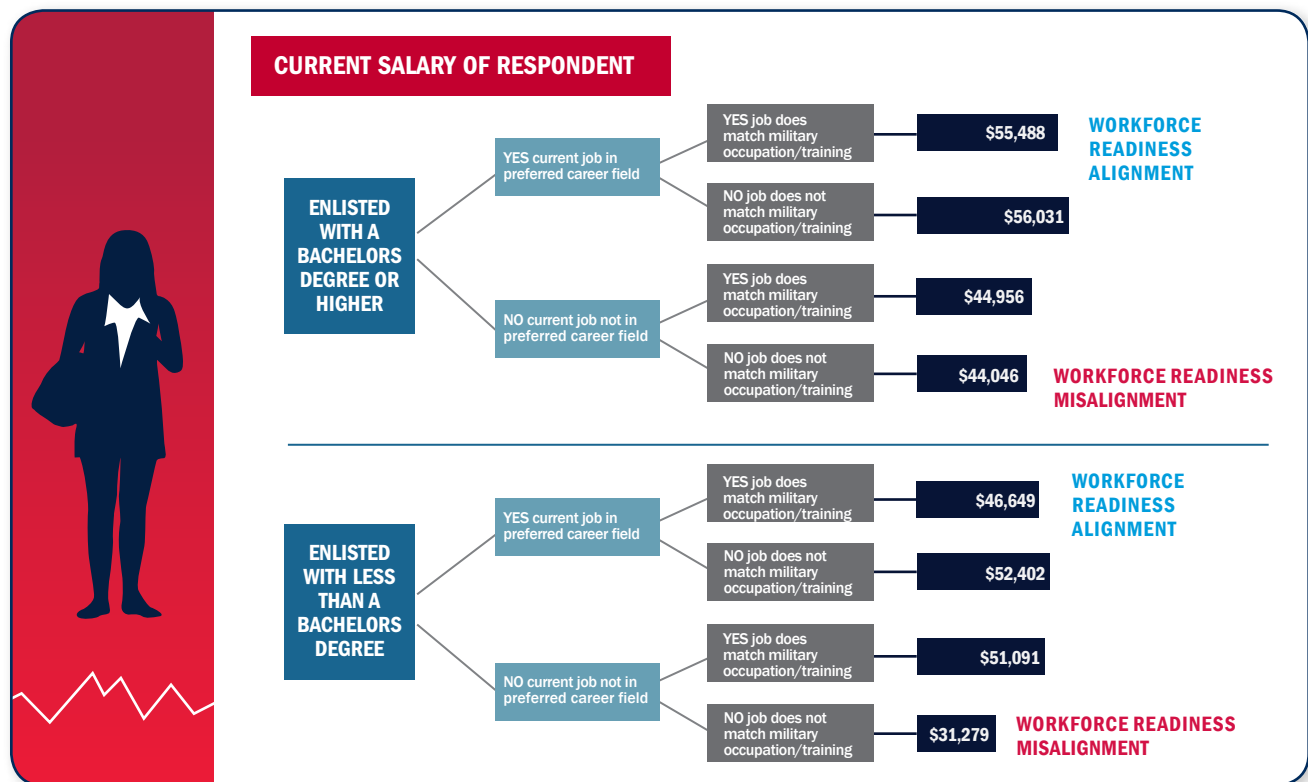 CURRENT SALARY OF RESPONDENT
ENLISTED
WITH A
BACHELORS
DEGREE OR
HIGHER
YES current job in
preferred career field
YES job does
match military
occupation/training
$55,488
WORKFORCE
READINESS
ALIGNMENT
NO job does not
match military
occupation/training
$56,031
NO current job not in
preferred career field
YES job does
match military
occupation/training
$44,956
NO job does not
match military
occupation/training
$44,046
WORKFORCE READINESS
MISALIGNMENT
ENLISTED
WITH LESS
THAN A
BACHELORS
DEGREE
YES current job in
preferred career field
YES job does
match military
occupation/training
$46,649
WORKFORCE
READINESS
ALIGNMENT
NO job does not
match military
occupation/training
$52,402
NO current job not in
preferred career field
YES job does
match military
occupation/training
$51,091
NO job does not
match military
occupation/training
$31,279
WORKFORCE READINESS
MISALIGNMENT